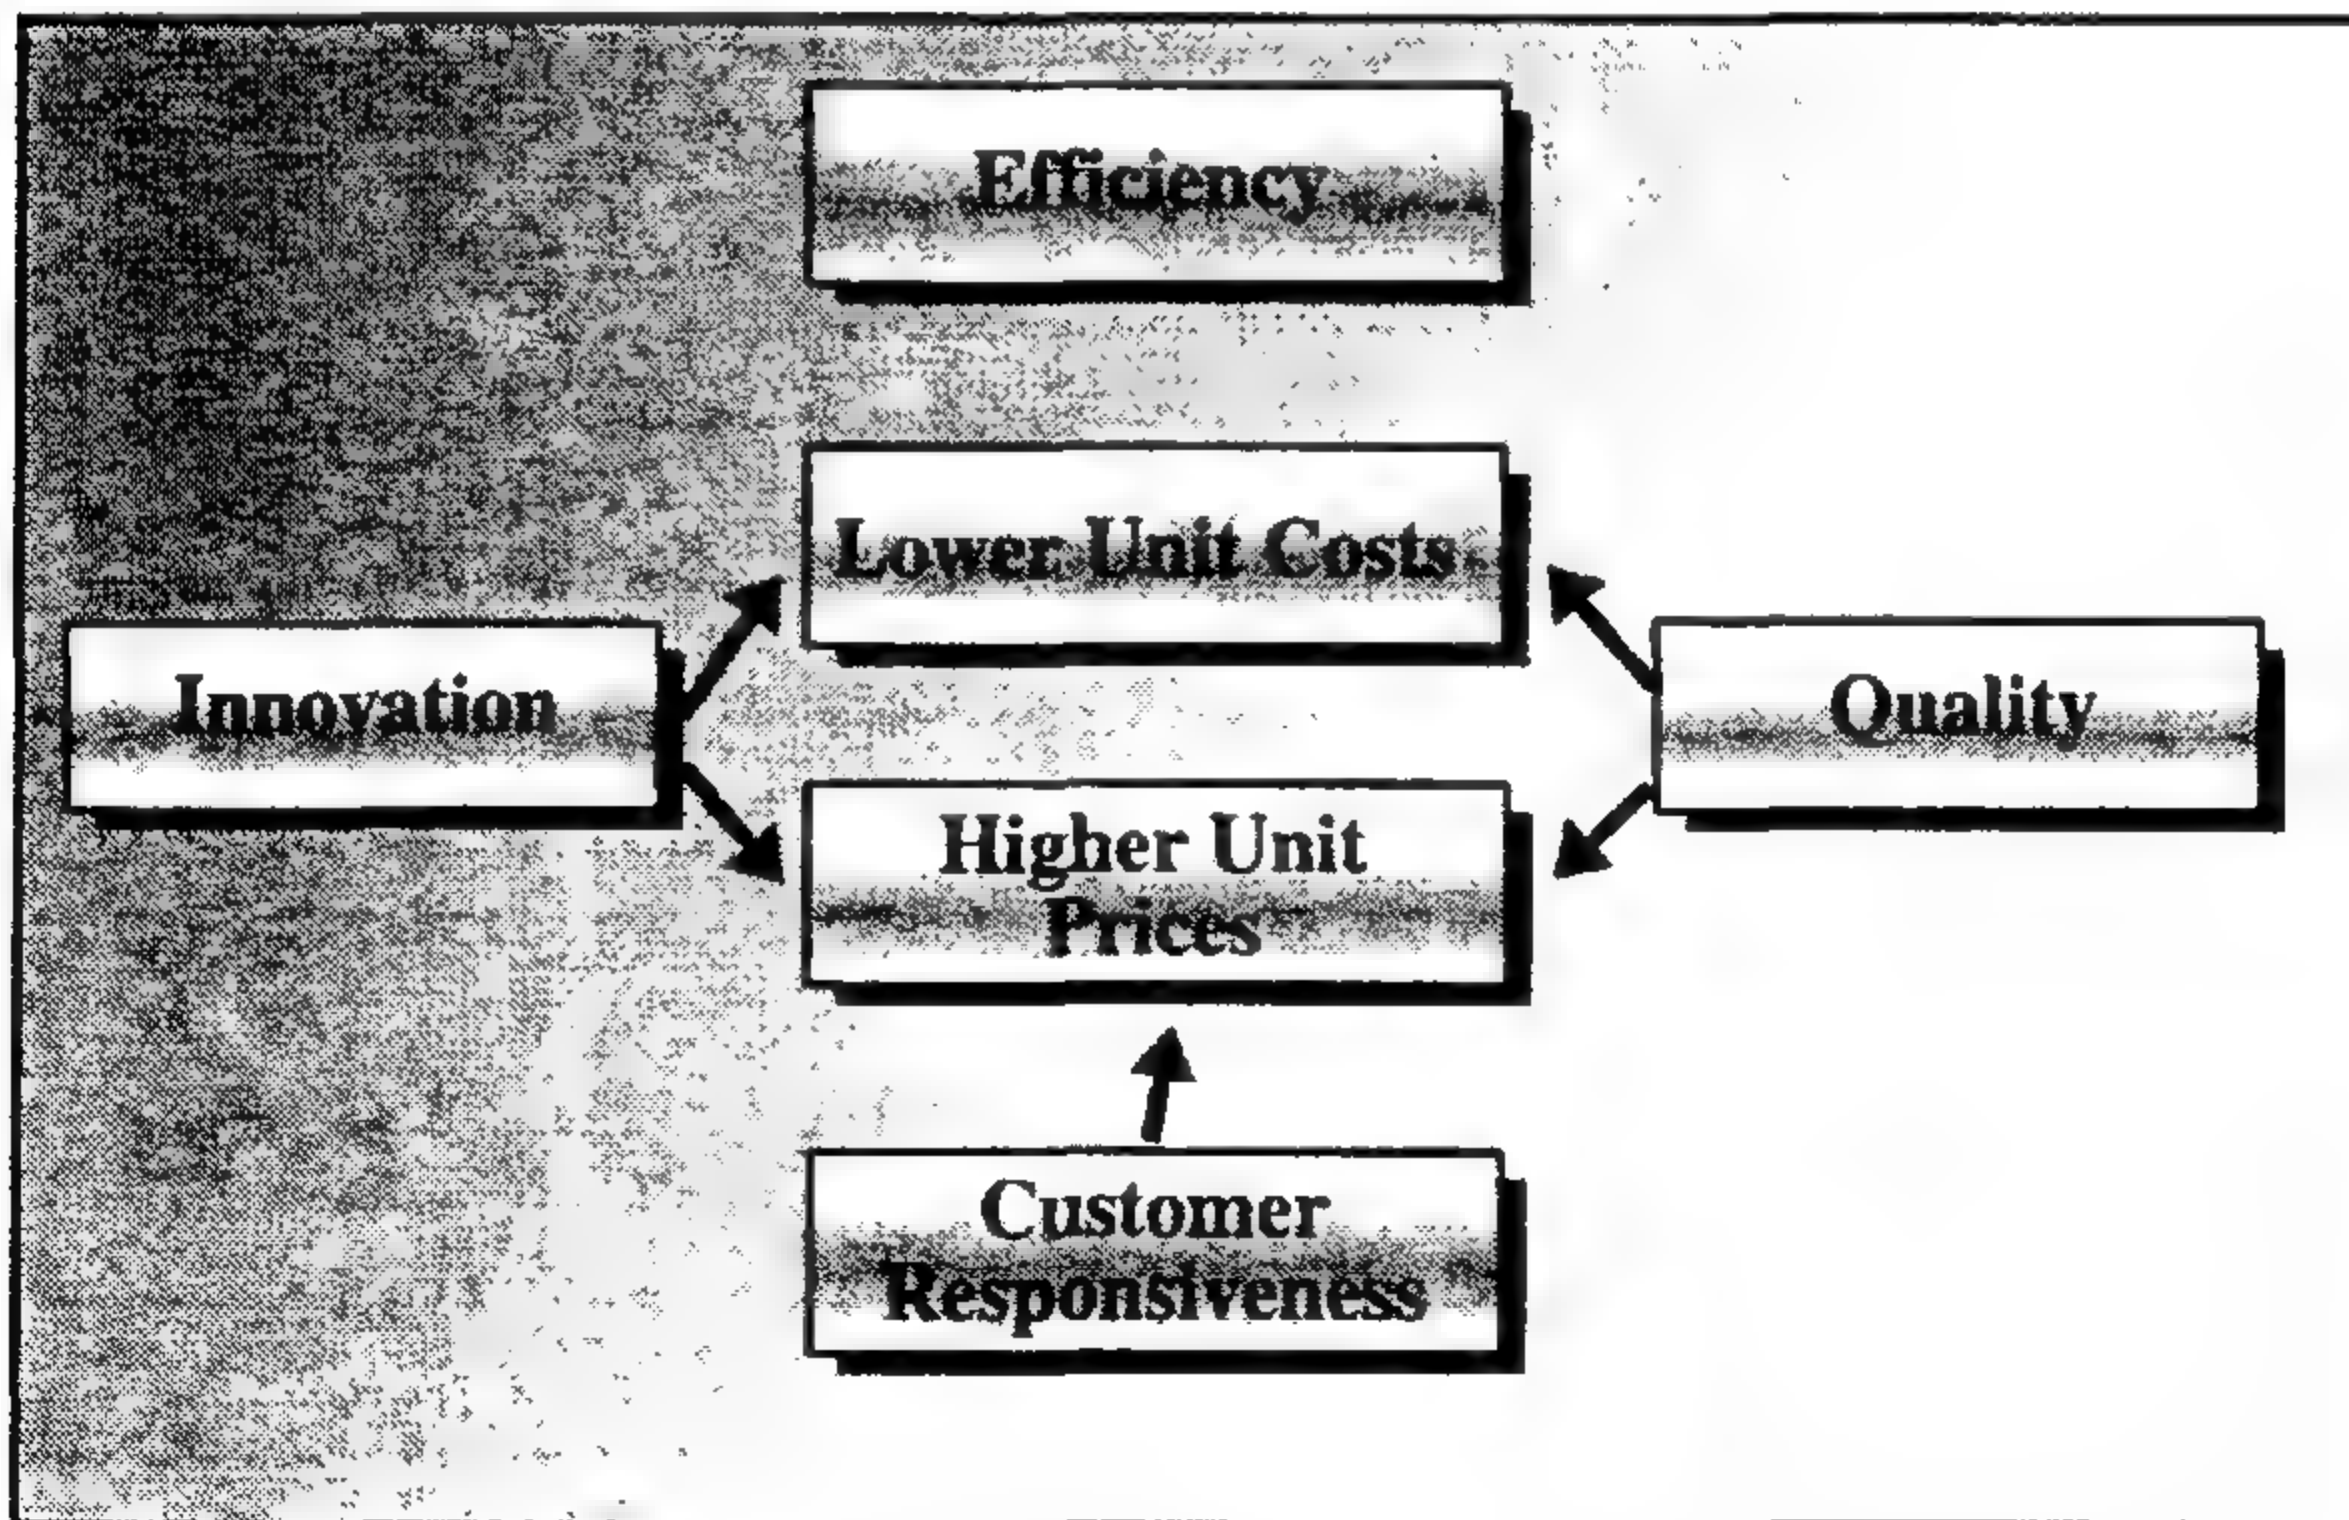 Efficiency
Lower Unit Costs
Innovation
Quality
Higher Unit
Prices
Customer
Responsiveness